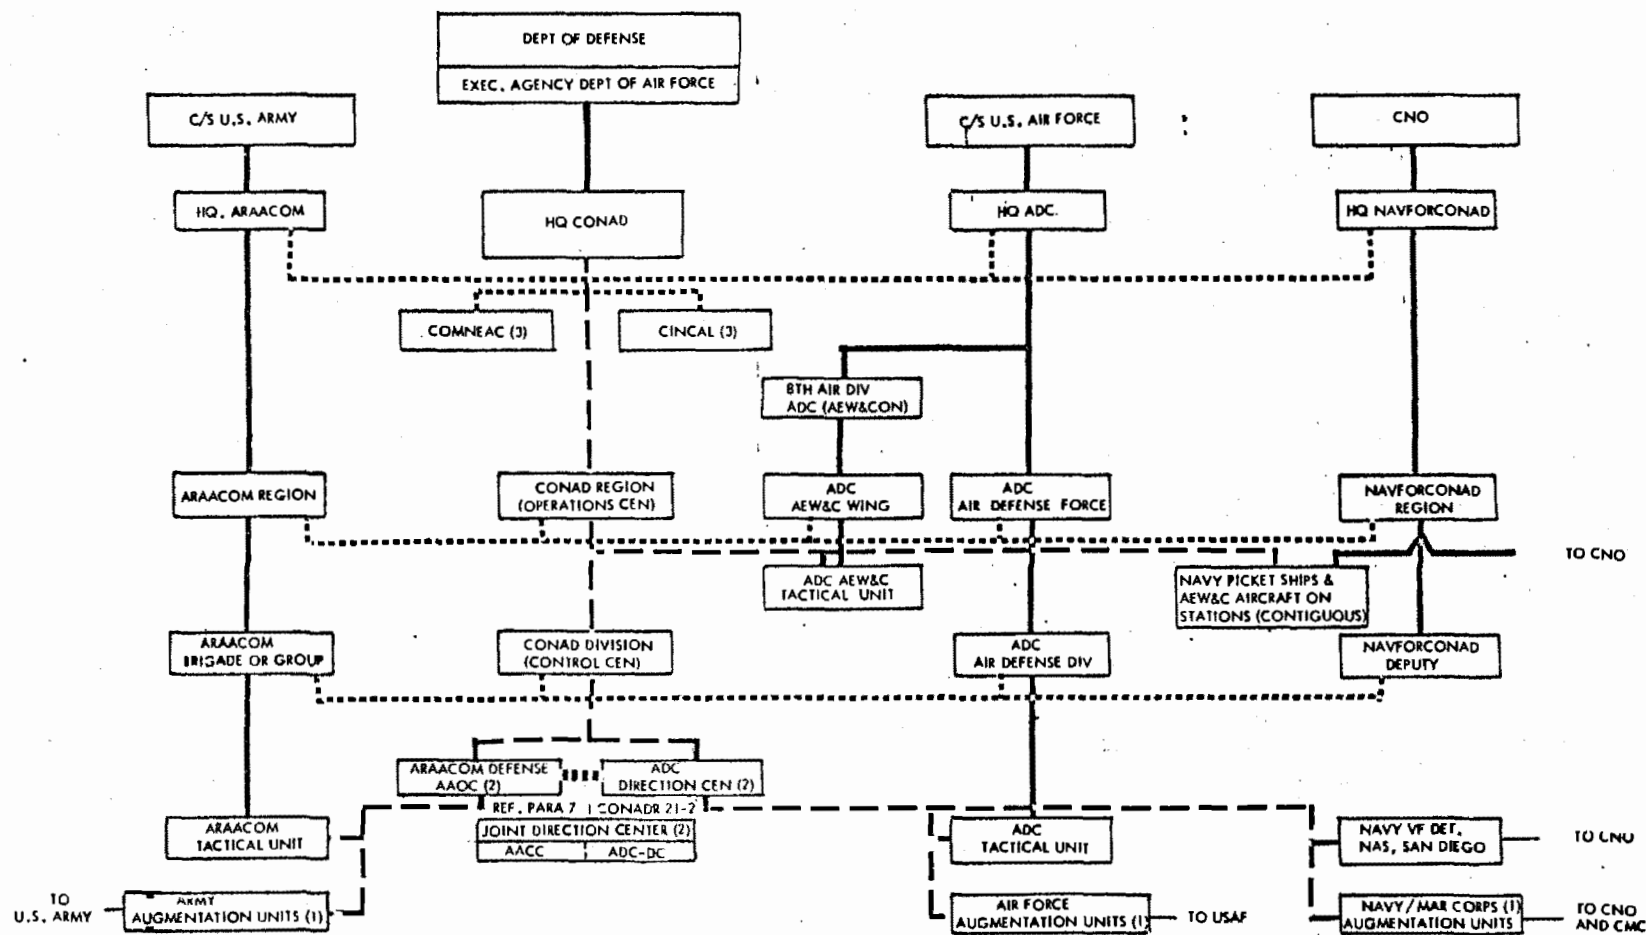 DEPT OF DEFENSE
EXEC. AGENCY DEPT OF AIR FORCE
C/S U.S. ARMY
C/S U.S. AIR FORCE
CNO
HQ. ARAACOM
HQ CONAD
HQ ADC.
HQ NAVFORCONAD
COMNEAC (3)
CINCAL (3)
8TH AIR DIV
ADC (AEW&CON)
ARAACOM REGION
CONAD REGION
(OPERATIONS CEN)
ADC
AEW&C WING
ADC
AIR DEFENSE FORCE
NAVFORCONAD
REGION
TO CNO
ADC AEW&C
TACTICAL UNIT
NAVY PICKET SHIPS &
AEW&C AIRCRAFT ON
STATIONS (CONTIGUOUS)
ARAACOM
BRIGADE OR GROUP
CONAD DIVISION
(CONTROL CEN)
ADC
AIR DEFENSE DIV
NAVFORCONAD
DEPUTY
ARAACOM DEFENSE
AAOC (2)
ADC
DIRECTION CEN (2)
REF. PARA 7 CONADR 21-2
JOINT DIRECTION CENTER (2)
AACC
ADC-DC
ARAACOM
TACTICAL UNIT
ADC
TACTICAL UNIT
NAVY VF DET.
NAS, SAN DIEGO
TO CNO
TO
U.S. ARMY
ARMY
AUGMENTATION UNITS (1)
AIR FORCE
AUGMENTATION UNITS (1)
TO USAF
NAVY/MAR CORPS (1)
AUGMENTATION UNITS
TO CNO
AND CMC